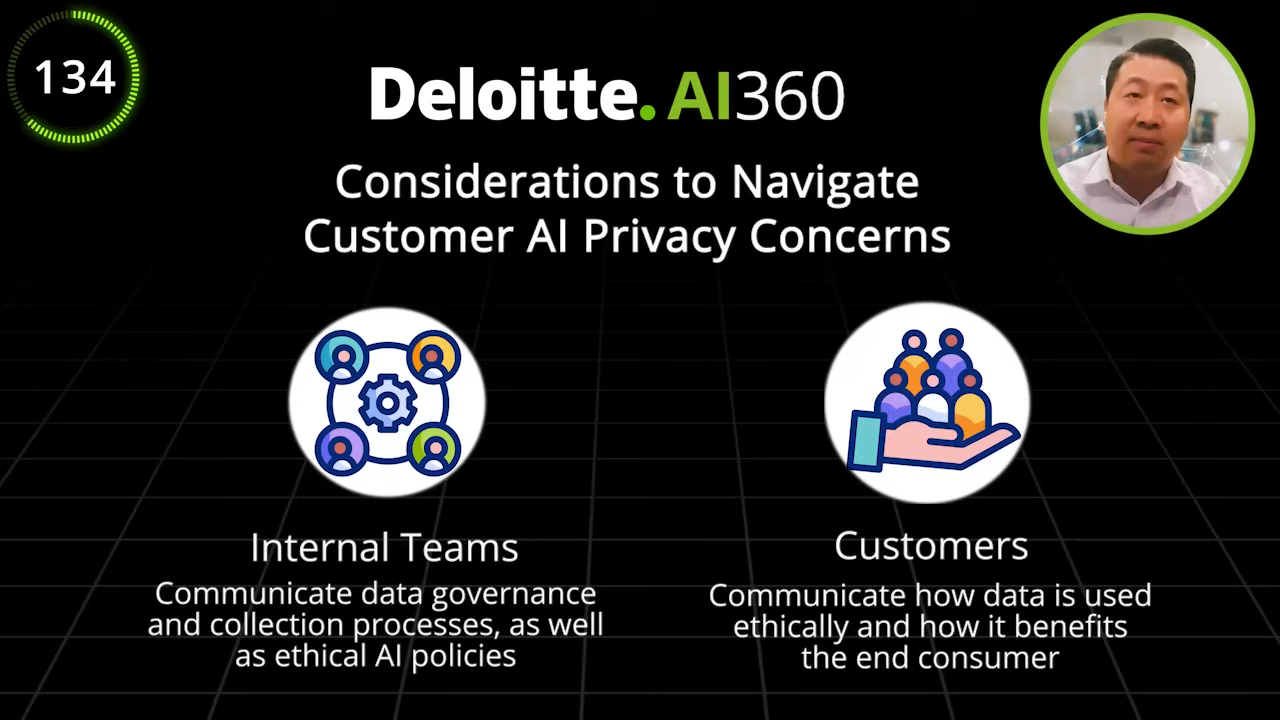 134
Deloitte. AI360
Considerations to Navigate
Customer AI Privacy Concerns
Internal Teams
Communicate data governance
and collection processes, as well
as ethical AI policies
Customers
Communicate how data is used
ethically and how it benefits
the end consumer